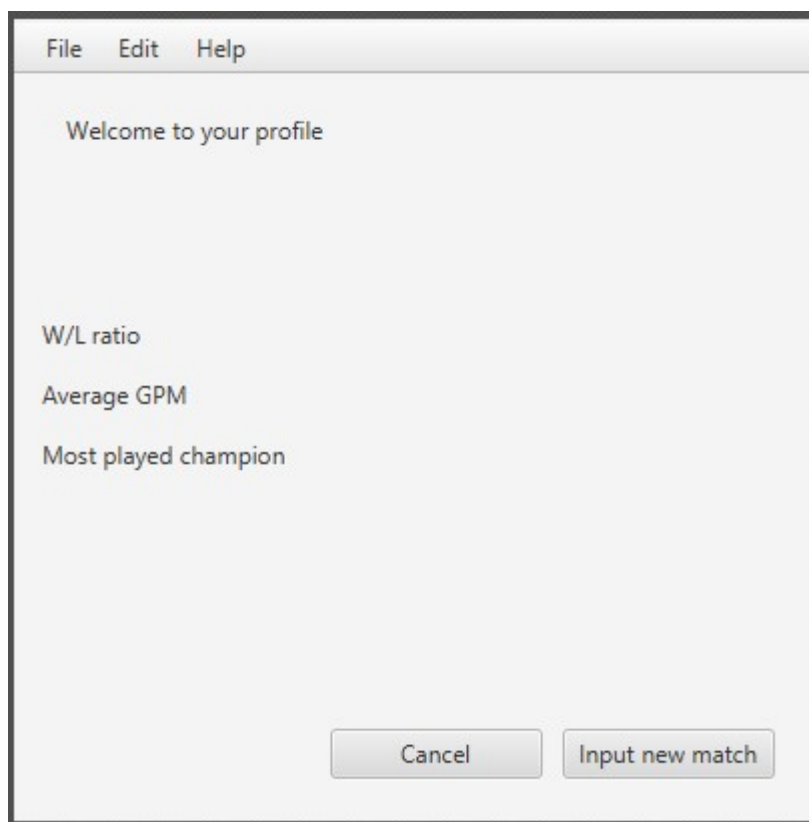 File Edit Help
Welcome to your profile
W/L ratio
Average GPM
Most played champion
Cancel Input new match